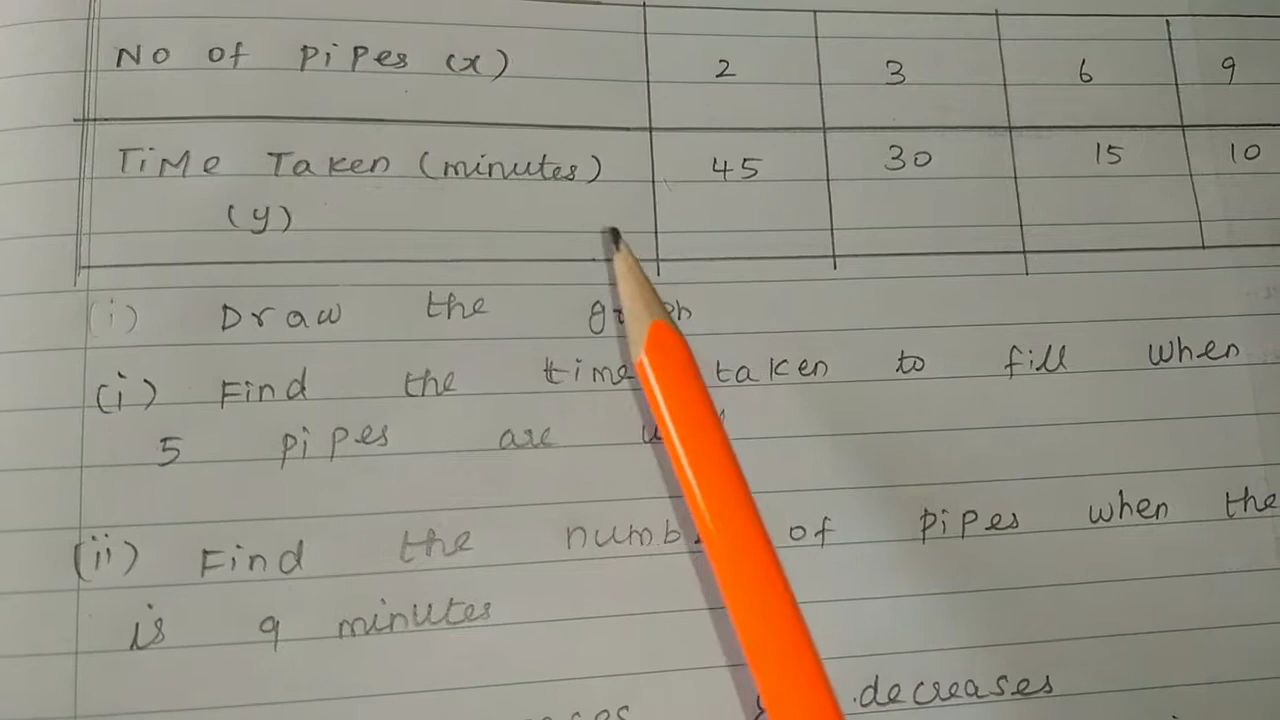 No of pipes (x) 2 3 6 9
Time Taken (minutes) 45 30 15 10
(y)
(i) Draw the
(i) Find the time taken to fill when
5 pipes are
(ii) Find the of pipes when the
is 9 minutes
decreases